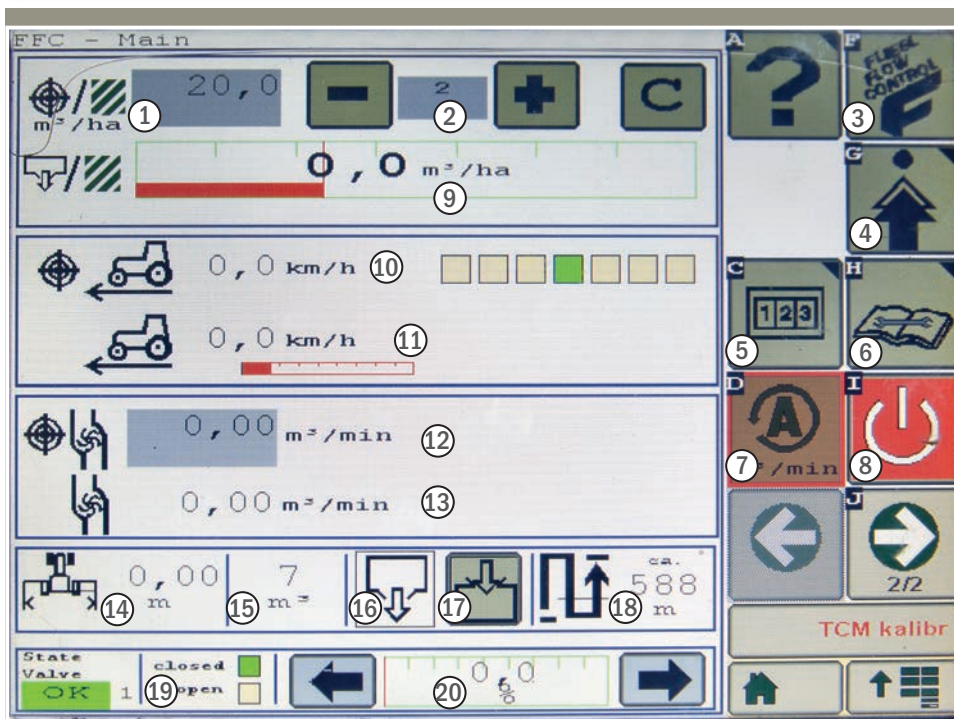 FFC - Main
A
F
20,0
2
C
FLIEGL
FLOW
CONTROL
F
3
1
2
m³/ha
G
0,0 m³/ha
9
4
C
H
0,0 km/h 10
123
0,0 km/h 11
5
6
D
I
A
0,00 m³/min 12
7
/min
8
0,00 m³/min 13
J
2/2
0,00
m
14
7
m³
15
16
17
ca.
588
m
18
TCM kalibr
State
Valve
OK 1
closed
open
19
0,0
%
20